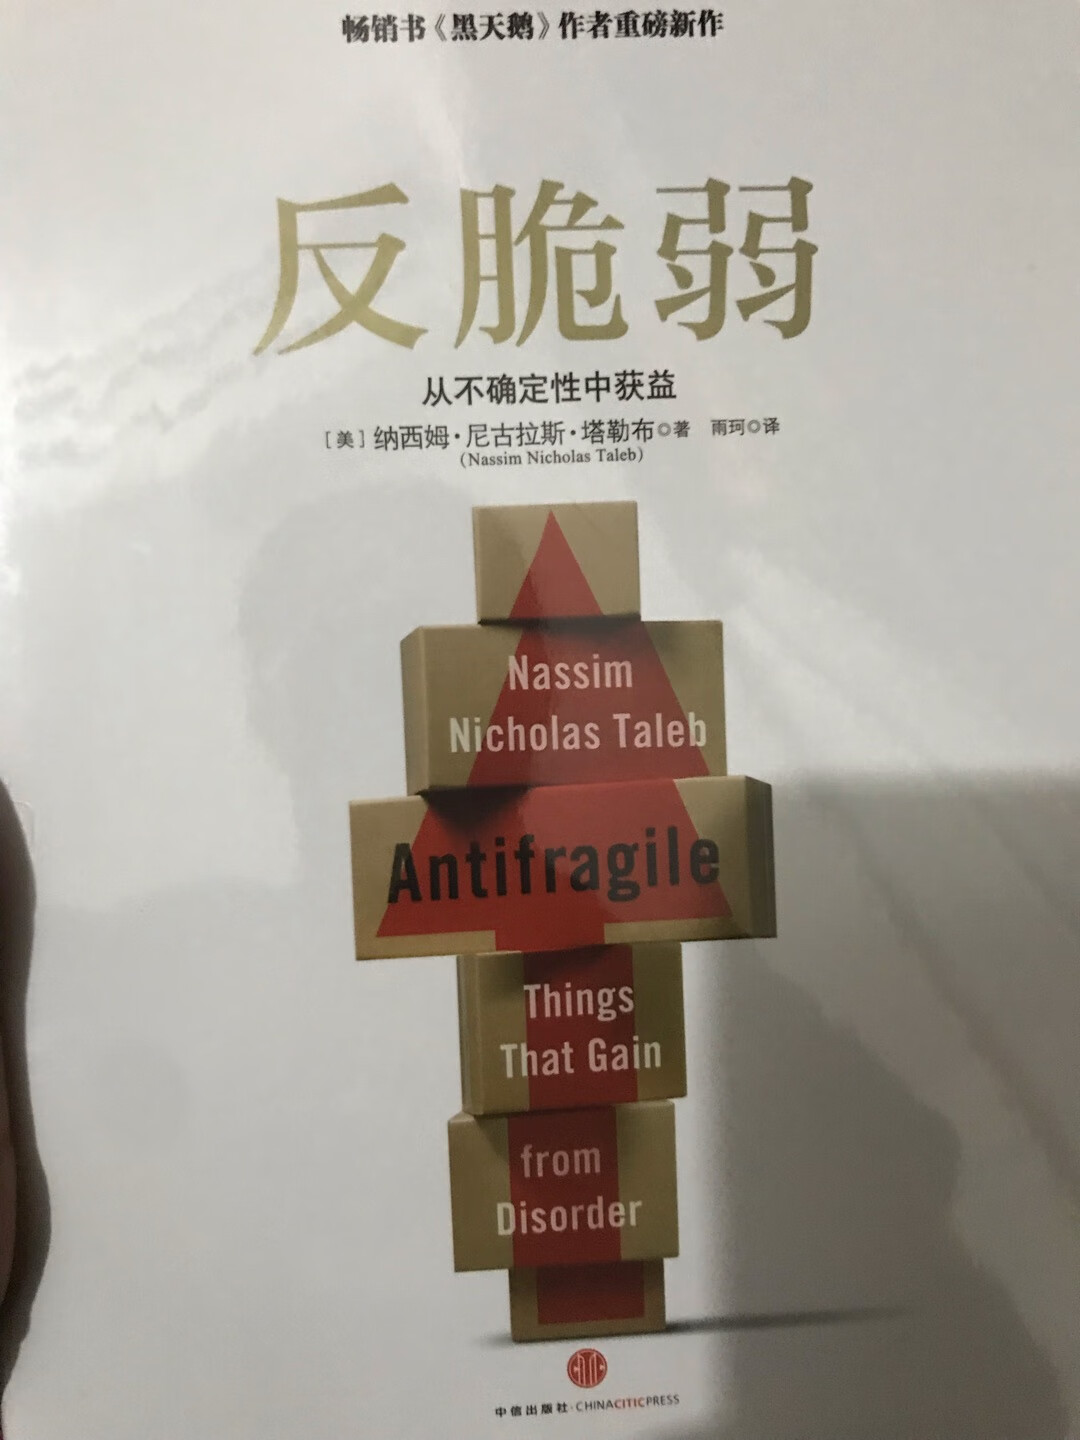 畅销书《黑天鹅》作者重磅新作
反脆弱
从不确定性中获益
[美]纳西姆·尼古拉斯·塔勒布◎著 雨珂◎译
(Nassim Nicholas Taleb)
Nassim
Nicholas Taleb
Antifragile
Things
That Gain
from
Disorder
中信出版社·CHINACITICPRESS